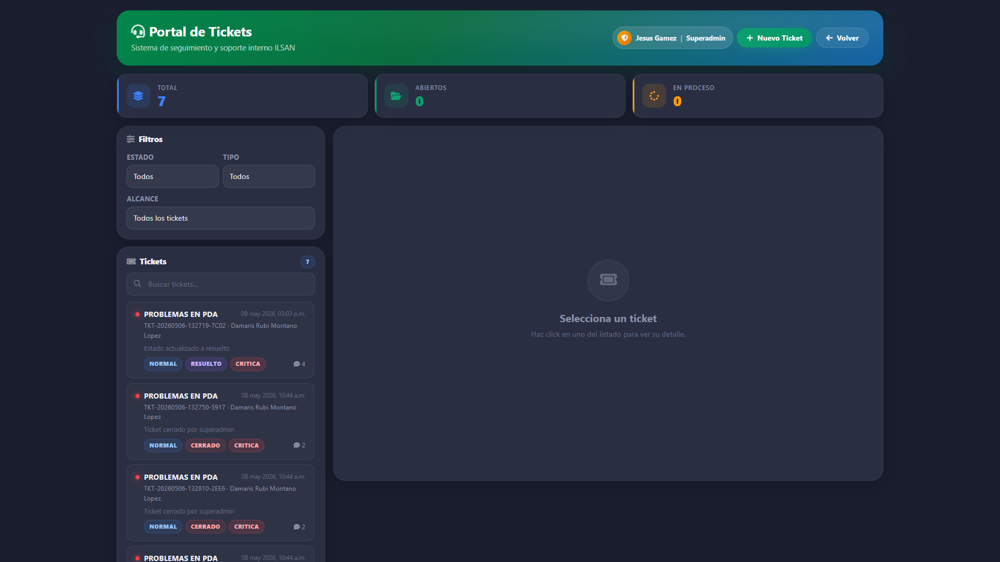 Portal de Tickets
Sistema de seguimiento y soporte interno ILSAN
Jesus Gamez | Superadmin
Nuevo Ticket
Volver
TOTAL
7
ABIERTOS
0
EN PROCESO
0
Filtros
ESTADO
TIPO
Todos
Todos
ALCANCE
Todos los tickets
Tickets
7
Buscar tickets...
PROBLEMAS EN PDA
09 may 2026, 03:03 p.m.
TKT-20260506-132719-7C02 · Damaris Rubi Montano
Lopez
Estado actualizado a resuelto
NORMAL
RESUELTO
CRITICA
4
PROBLEMAS EN PDA
08 may 2026, 10:44 a.m.
TKT-20260506-132750-5917 · Damaris Rubi Montano
Lopez
Ticket cerrado por superadmin
NORMAL
CERRADO
CRITICA
2
PROBLEMAS EN PDA
08 may 2026, 10:44 a.m.
TKT-20260506-132810-2EE6 · Damaris Rubi Montano
Lopez
Ticket cerrado por superadmin
NORMAL
CERRADO
CRITICA
2
PROBLEMAS EN PDA
08 may 2026, 10:44 a.m.
Selecciona un ticket
Haz click en uno del listado para ver su detalle.